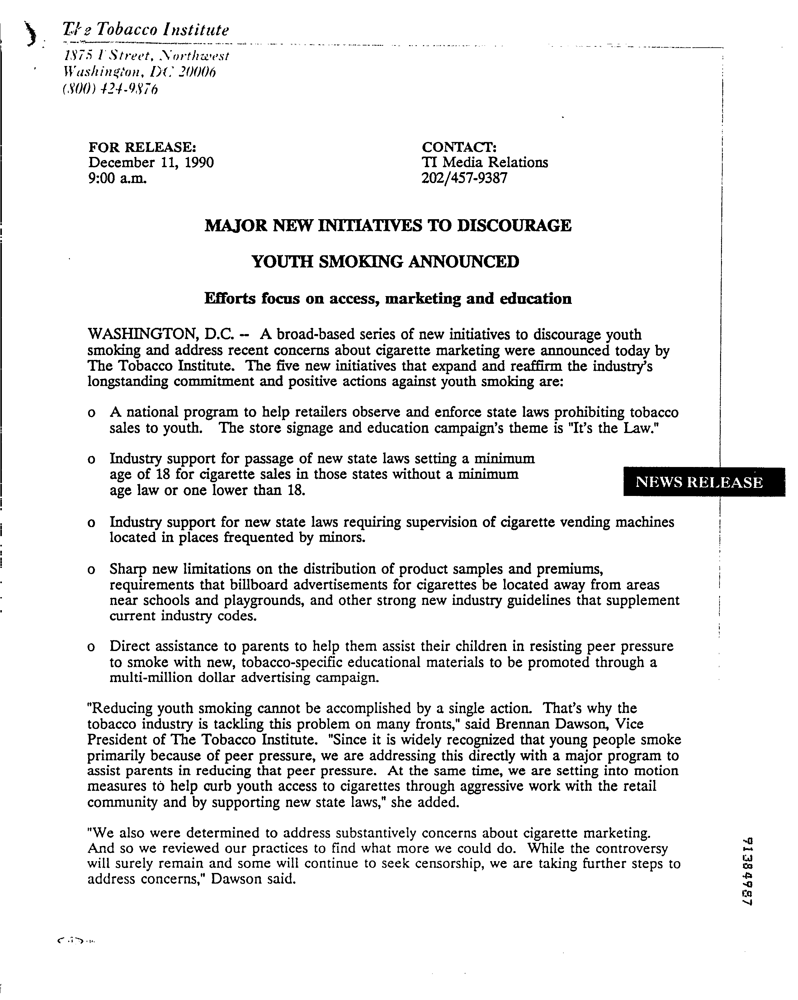 The Tobacco Institute
1875 I Street, Northwest
Washington, DC 20006
(800) 424-9876
FOR RELEASE:
December 11, 1990
9:00 a.m.
CONTACT:
TI Media Relations
202/457-9387
MAJOR NEW INITIATIVES TO DISCOURAGE
YOUTH SMOKING ANNOUNCED
Efforts focus on access, marketing and education
WASHINGTON, D.C. -- A broad-based series of new initiatives to discourage youth
smoking and address recent concerns about cigarette marketing were announced today by
The Tobacco Institute. The five new initiatives that expand and reaffirm the industry's
longstanding commitment and positive actions against youth smoking are:
o A national program to help retailers observe and enforce state laws prohibiting tobacco
sales to youth. The store signage and education campaign's theme is "It's the Law."
o Industry support for passage of new state laws setting a minimum
age of 18 for cigarette sales in those states without a minimum
age law or one lower than 18.
NEWS RELEASE
o Industry support for new state laws requiring supervision of cigarette vending machines
located in places frequented by minors.
o Sharp new limitations on the distribution of product samples and premiums,
requirements that billboard advertisements for cigarettes be located away from areas
near schools and playgrounds, and other strong new industry guidelines that supplement
current industry codes.
o Direct assistance to parents to help them assist their children in resisting peer pressure
to smoke with new, tobacco-specific educational materials to be promoted through a
multi-million dollar advertising campaign.
"Reducing youth smoking cannot be accomplished by a single action. That's why the
tobacco industry is tackling this problem on many fronts," said Brennan Dawson, Vice
President of The Tobacco Institute. "Since it is widely recognized that young people smoke
primarily because of peer pressure, we are addressing this directly with a major program to
assist parents in reducing that peer pressure. At the same time, we are setting into motion
measures to help curb youth access to cigarettes through aggressive work with the retail
community and by supporting new state laws," she added.
"We also were determined to address substantively concerns about cigarette marketing.
And so we reviewed our practices to find what more we could do. While the controversy
will surely remain and some will continue to seek censorship, we are taking further steps to
address concerns," Dawson said.
91384987